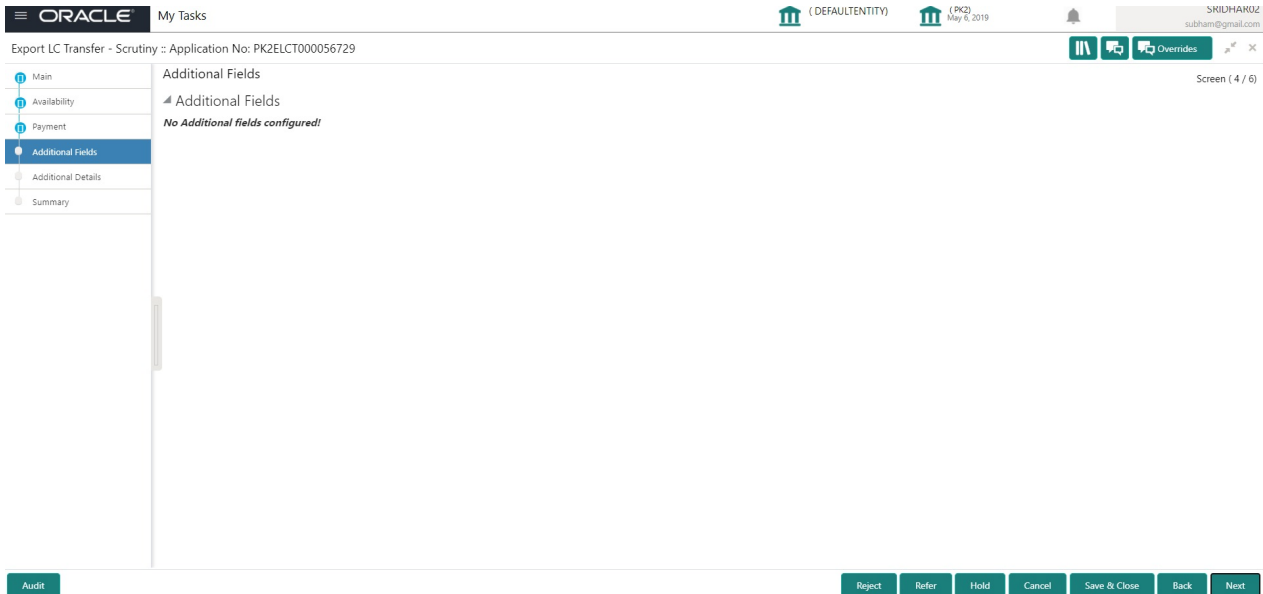 ORACLE®
My Tasks
( DEFAULTENTITY)
( PK2)
May 6, 2019
SRIDHAR02
subham@gmail.com
Export LC Transfer - Scrutiny :: Application No: PK2ELCT000056729
Overrides
Main
Availability
Payment
Additional Fields
Additional Details
Summary
Additional Fields
Screen ( 4 / 6)
Additional Fields
No Additional fields configured!
Audit
Reject
Refer
Hold
Cancel
Save & Close
Back
Next